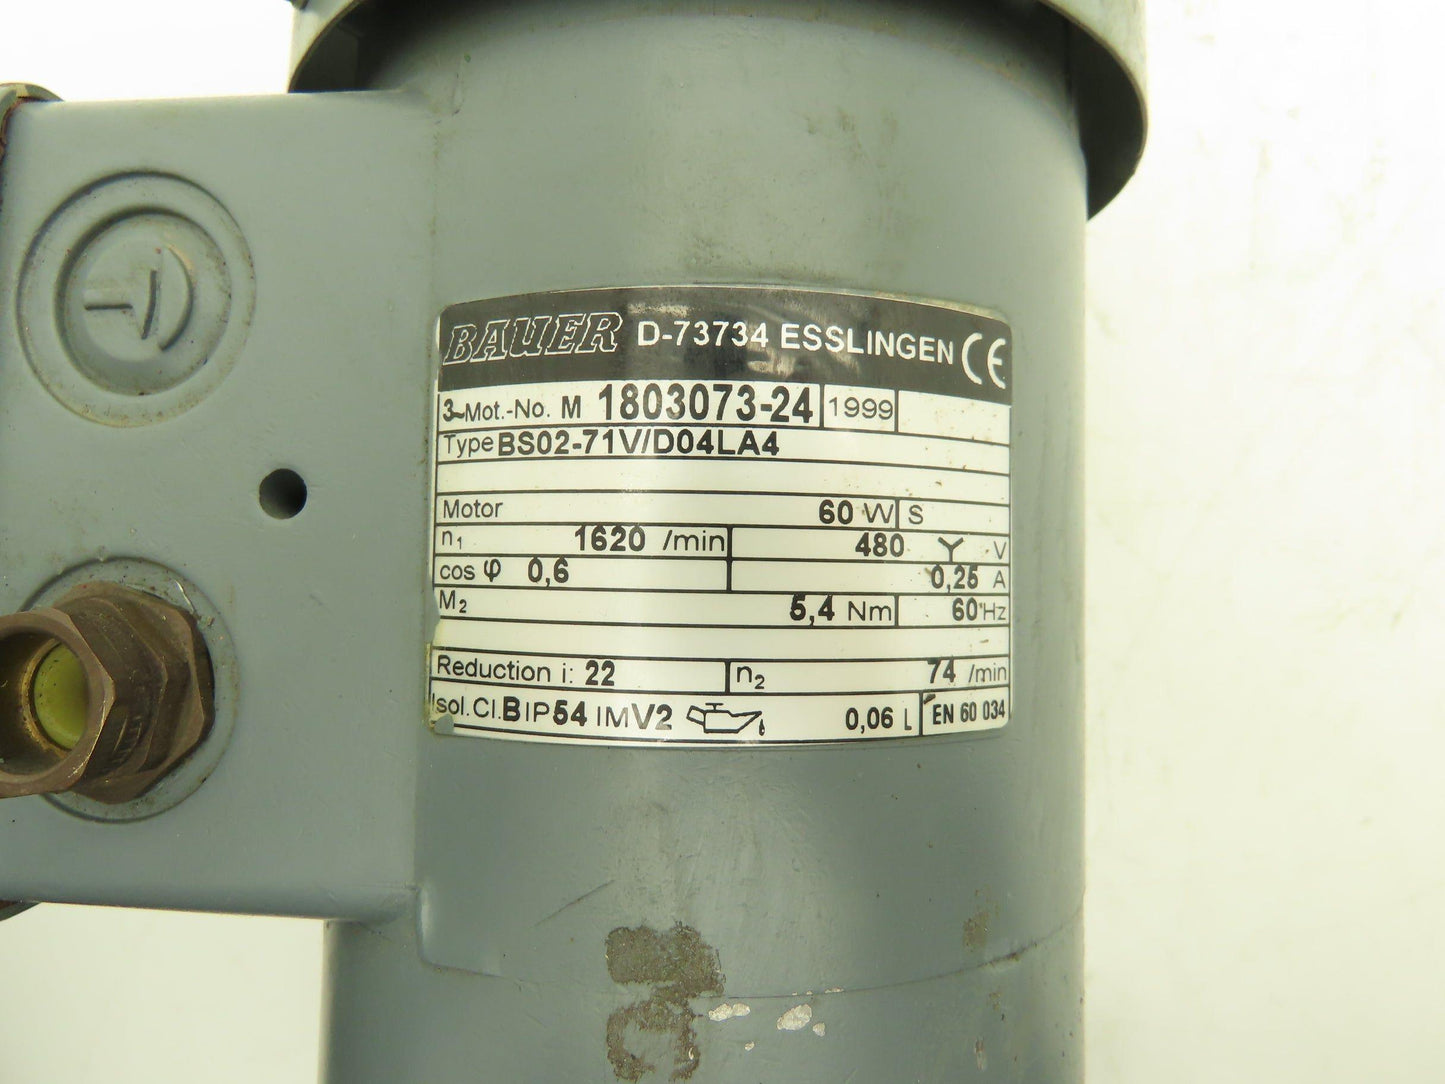 BAUER D-73734 ESSLINGEN CE
3~Mot.-No. M 1803073-24 1999
Type BS02-71V/D04LA4
Motor 60 W S
n1 1620 /min 480 Y V
cos φ 0,6 0,25 A
M2 5,4 Nm 60 Hz
Reduction i: 22 n2 74 /min
Isol.Cl.B IP54 IMV2 0,06 L EN 60 034